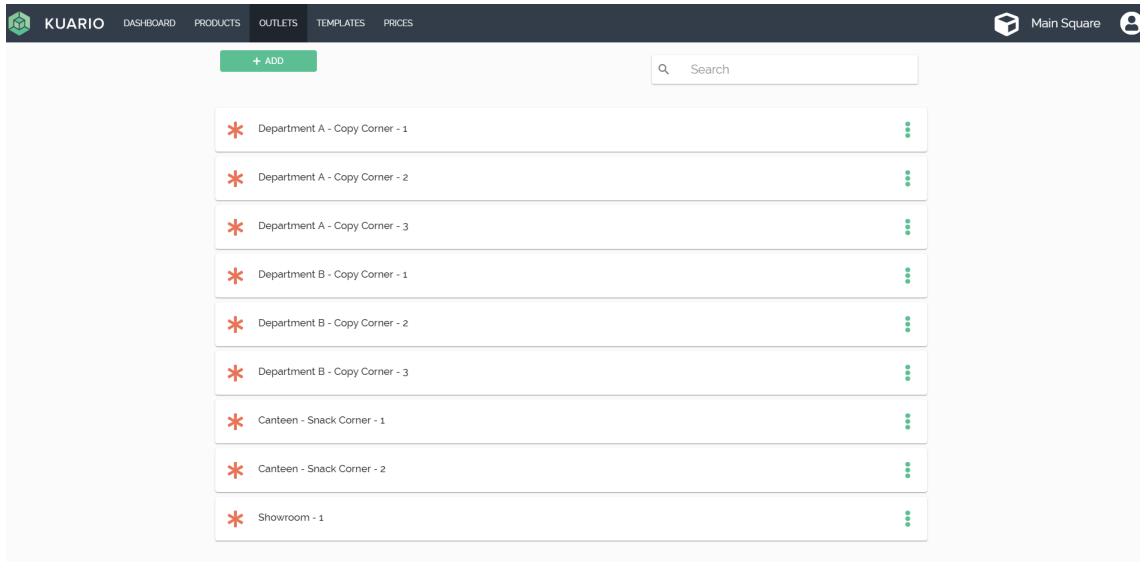 KUARIO DASHBOARD PRODUCTS OUTLETS TEMPLATES PRICES Main Square
+ ADD
Search
Department A - Copy Corner - 1
Department A - Copy Corner - 2
Department A - Copy Corner - 3
Department B - Copy Corner - 1
Department B - Copy Corner - 2
Department B - Copy Corner - 3
Canteen - Snack Corner - 1
Canteen - Snack Corner - 2
Showroom - 1